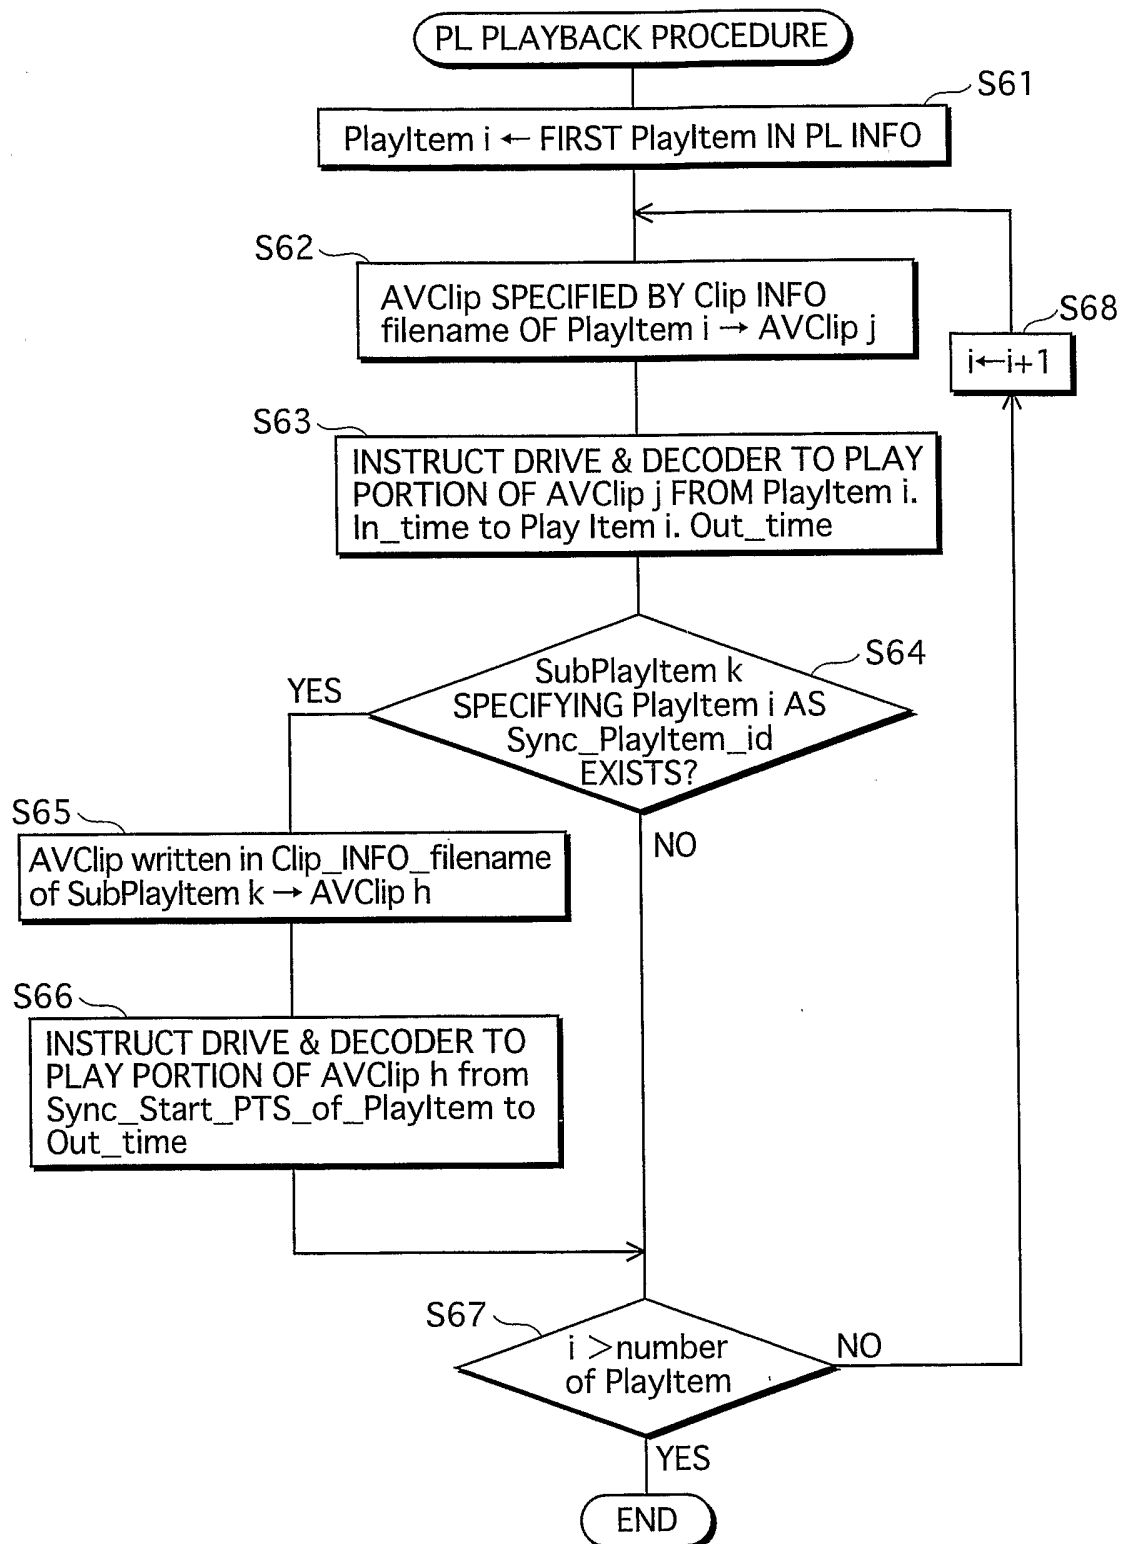 PL PLAYBACK PROCEDURE
S61
PlayItem i ← FIRST PlayItem IN PL INFO
S62
AVClip SPECIFIED BY Clip INFO
filename OF PlayItem i → AVClip j
S68
i←i+1
S63
INSTRUCT DRIVE & DECODER TO PLAY
PORTION OF AVClip j FROM PlayItem i.
In_time to Play Item i. Out_time
S64
SubPlayItem k
SPECIFYING PlayItem i AS
Sync_PlayItem_id
EXISTS?
YES
NO
S65
AVClip written in Clip_INFO_filename
of SubPlayItem k → AVClip h
S66
INSTRUCT DRIVE & DECODER TO
PLAY PORTION OF AVClip h from
Sync_Start_PTS_of_PlayItem to
Out_time
S67
i >number
of PlayItem
NO
YES
END